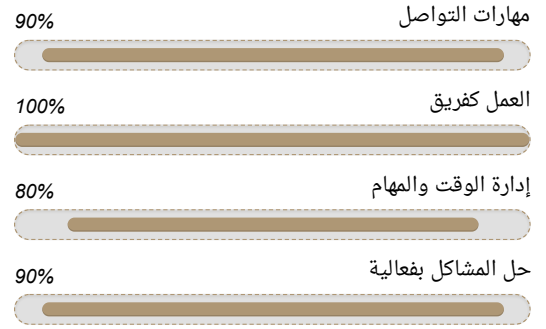 مهارات التواصل 90%
العمل كفريق 100%
إدارة الوقت والمهام 80%
حل المشاكل بفعالية 90%